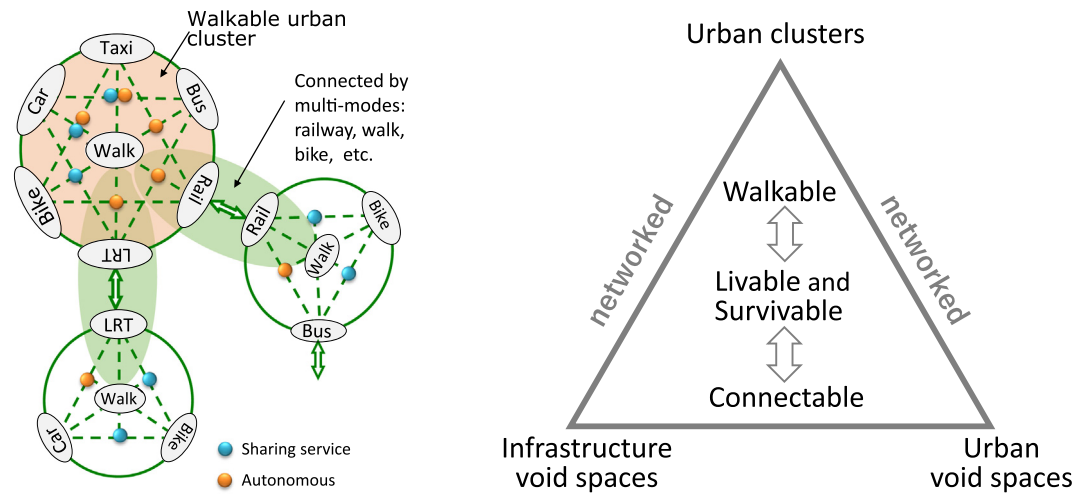 Walkable urban
cluster
Taxi
Car
Bus
Walk
Bike
Rail
LRT
Connected by
multi-modes:
railway, walk,
bike, etc.
Rail
Bike
Walk
Bus
LRT
Walk
Car
Bike
Sharing service
Autonomous
Urban clusters
networked
networked
Walkable
Livable and
Survivable
Connectable
Infrastructure
void spaces
Urban
void spaces